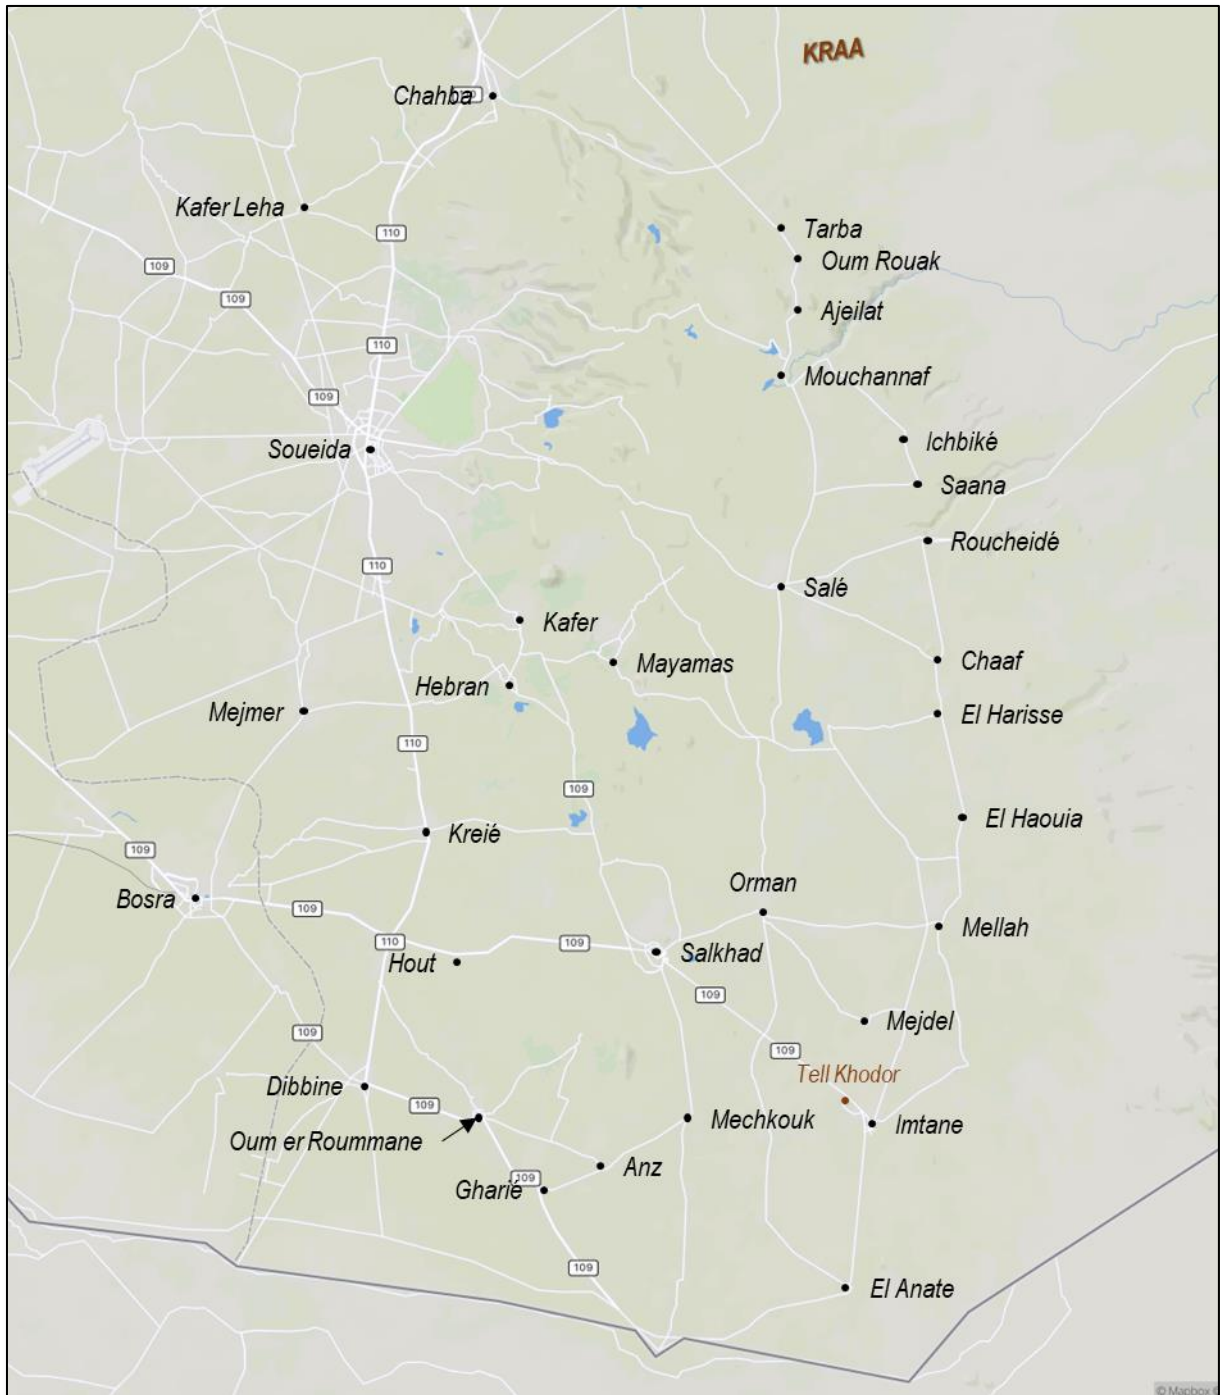 KRAA
Chahba
110
Kafer Leha
110
Tarba
Oum Rouak
109
109
Ajeilat
110
Mouchannaf
109
Ichbiké
Soueida
Saana
Roucheidé
110
Salé
Kafer
Mayamas
Chaaf
Hebran
Mejmer
El Harisse
110
109
El Haouia
Kreié
109
Orman
Bosra
109
Mellah
110
109
Salkhad
Hout
109
Mejdel
109
109
Tell Khodor
Dibbine
109
Mechkouk
Imtane
Oum er Roummane
Anz
109
Gharié
109
El Anate
© Mapbox